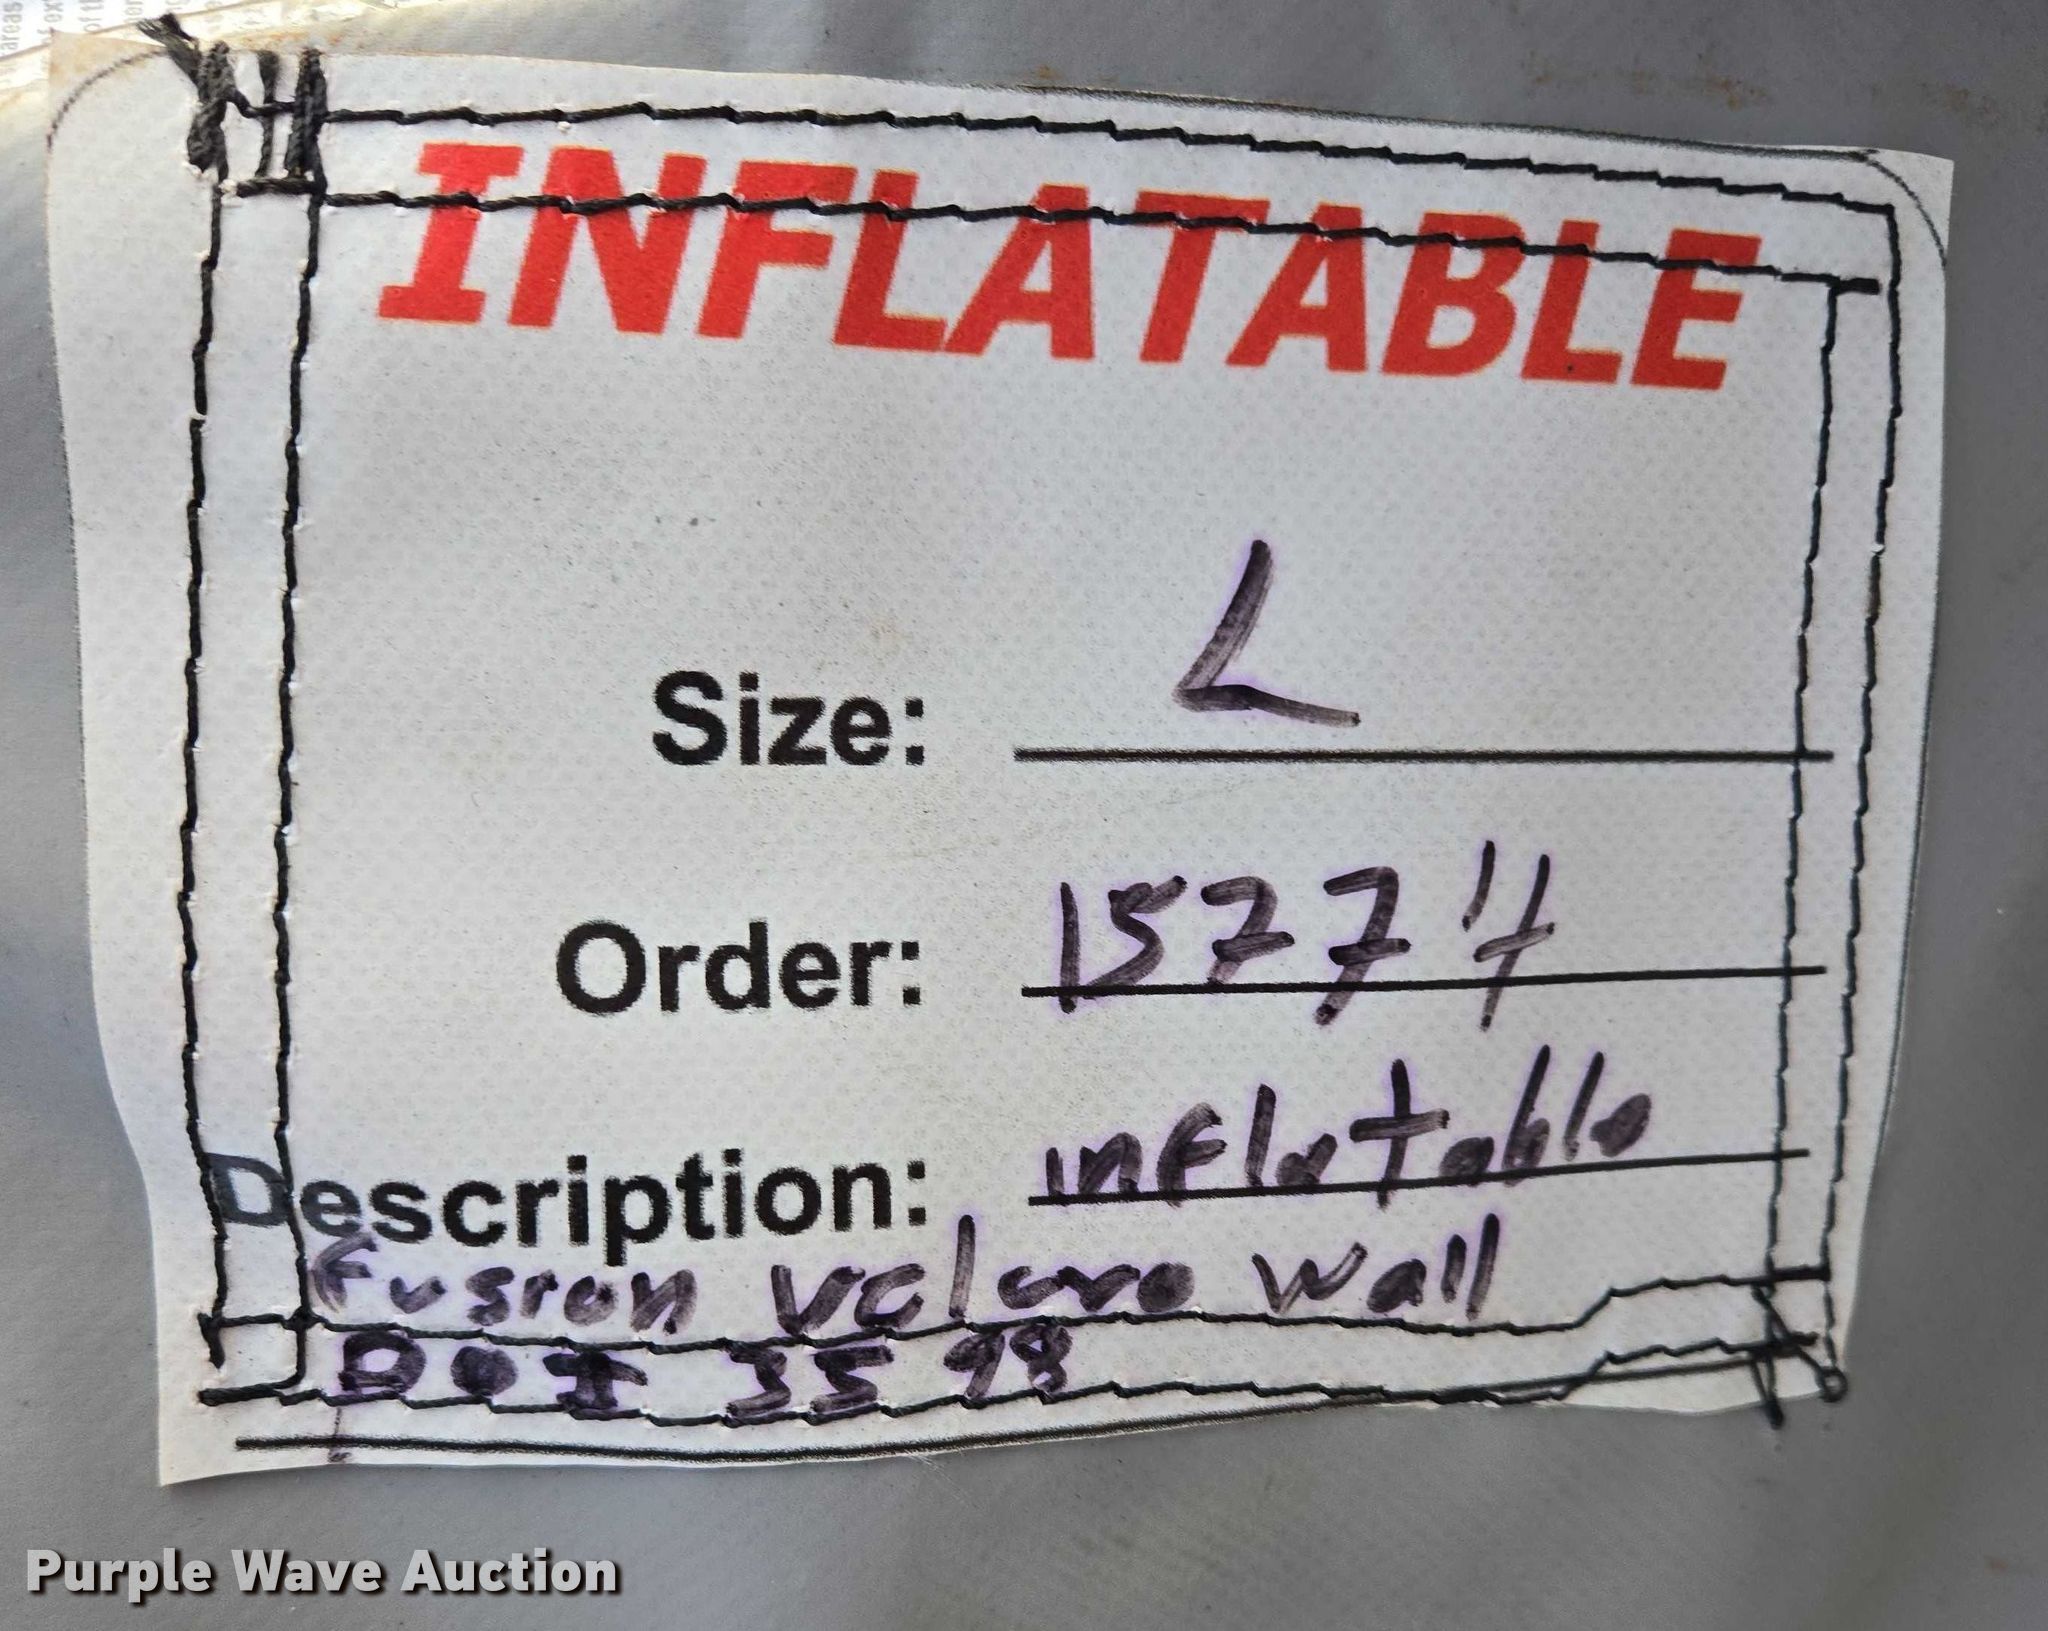 INFLATABLE
Size: L
Order: 15774
Description: inflatable
Fusion Velcro wall
DOI 3598
Purple Wave Auction